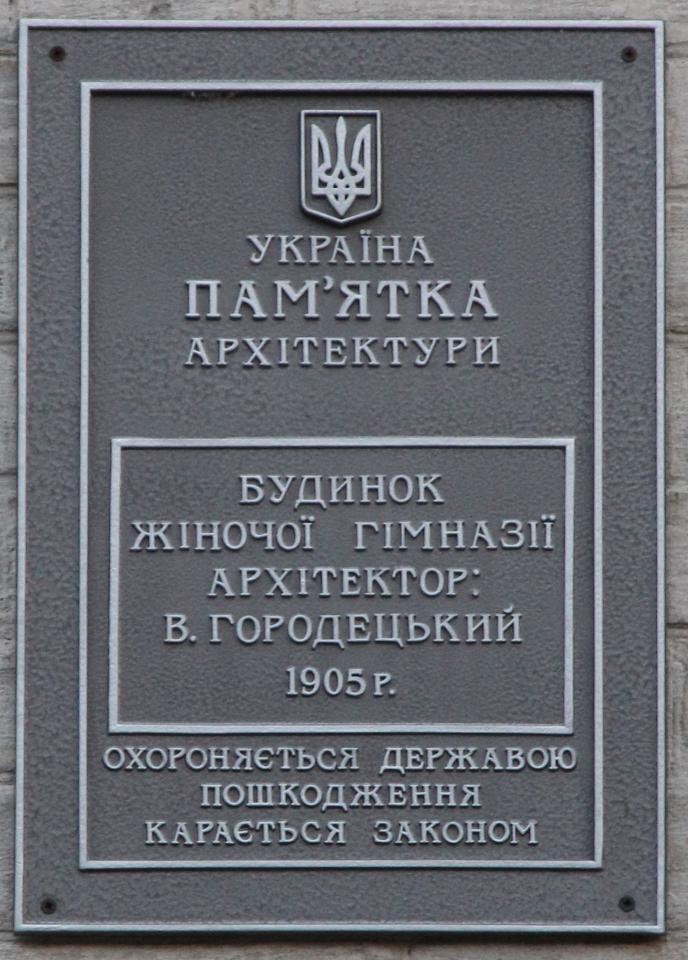 УКРАЇНА
ПАМ'ЯТКА
АРХІТЕКТУРИ
БУДИНОК
ЖІНОЧОЇ ГІМНАЗІЇ
АРХІТЕКТОР:
В. ГОРОДЕЦЬКИЙ
1905 Р.
ОХОРОНЯЄТЬСЯ ДЕРЖАВОЮ
ПОШКОДЖЕННЯ
КАРАЄТЬСЯ ЗАКОНОМ